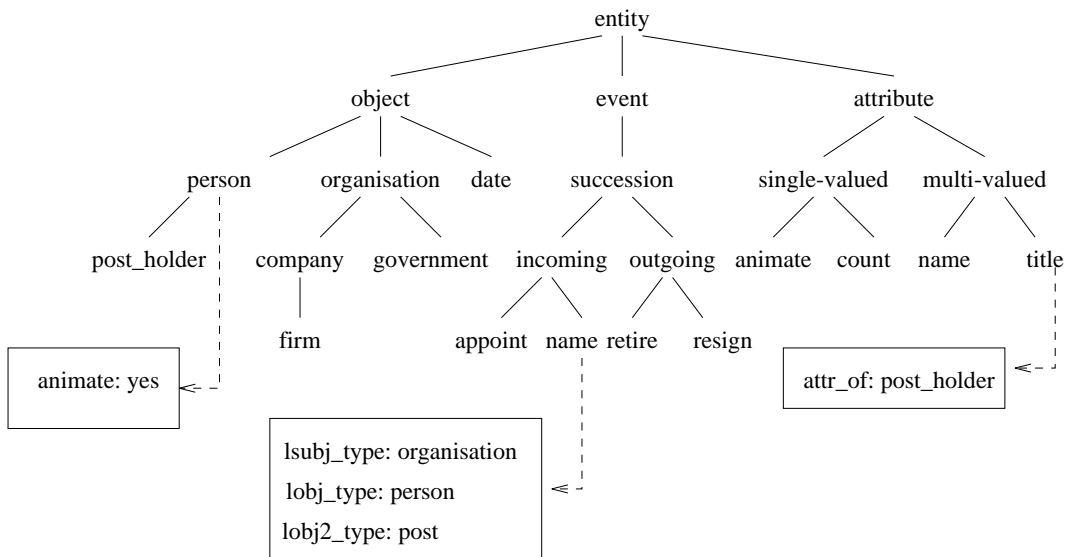 entity
object event attribute
person organisation date succession single-valued multi-valued
post_holder company government incoming outgoing animate count name title
firm appoint name retire resign
animate: yes
attr_of: post_holder
lsubj_type: organisation
lobj_type: person
lobj2_type: post